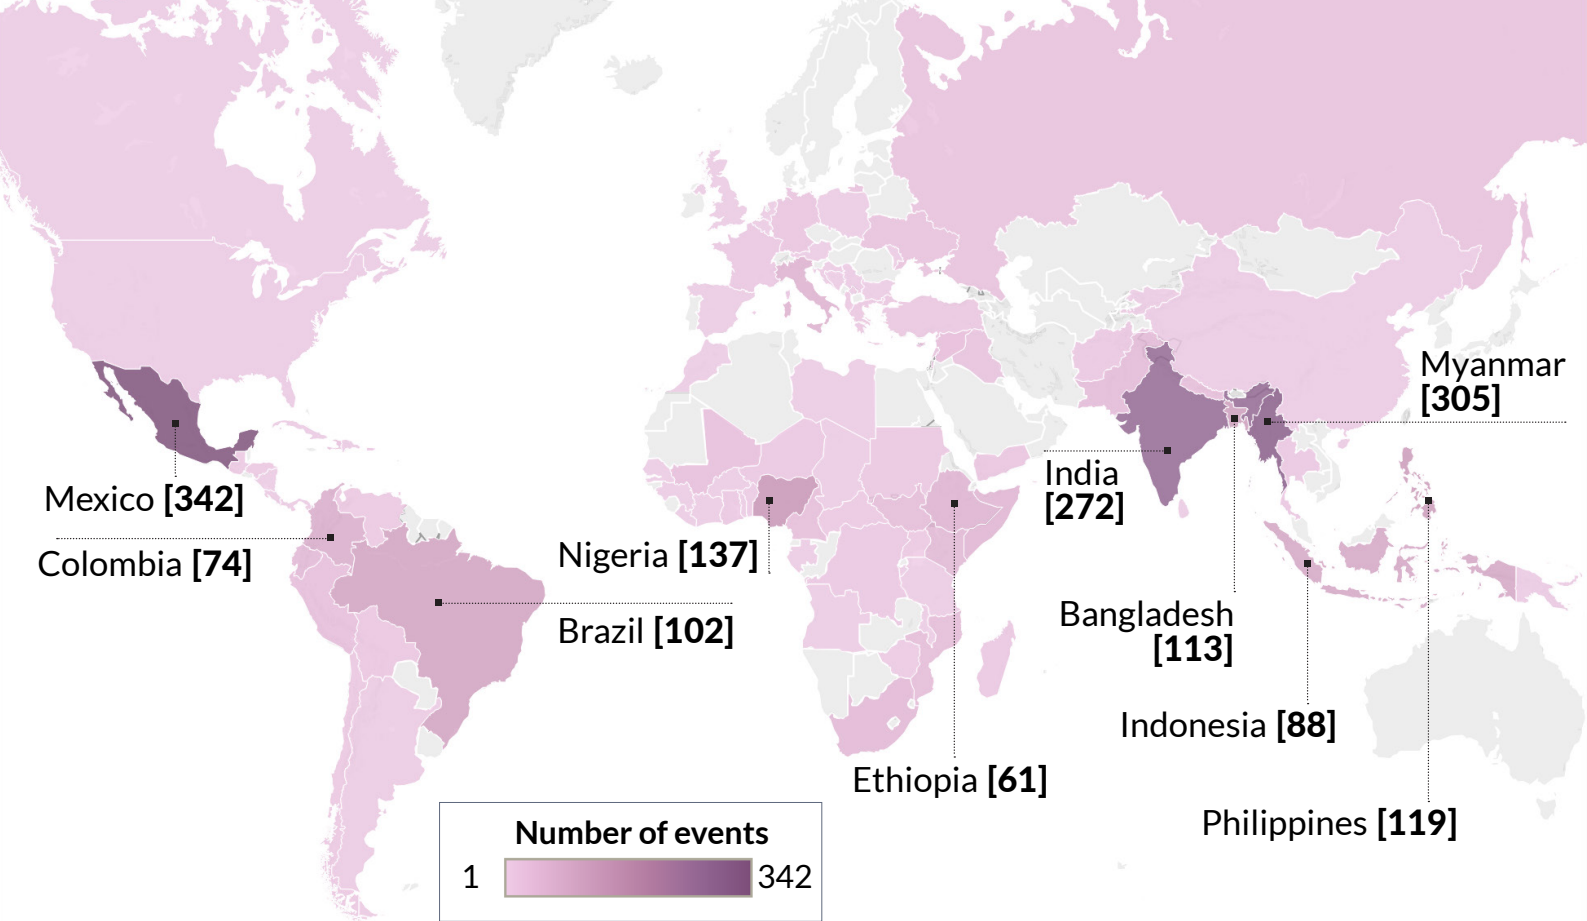 Myanmar
[305]
India
[272]
Mexico [342]
Colombia [74]
Nigeria [137]
Brazil [102]
Bangladesh
[113]
Indonesia [88]
Ethiopia [61]
Philippines [119]
Number of events
1 342